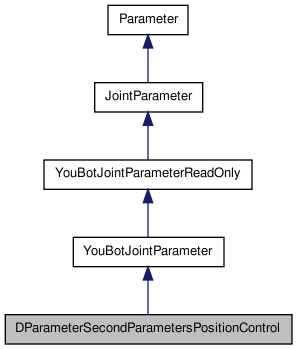 Parameter
JointParameter
YouBotJointParameterReadOnly
YouBotJointParameter
DParameterSecondParametersPositionControl